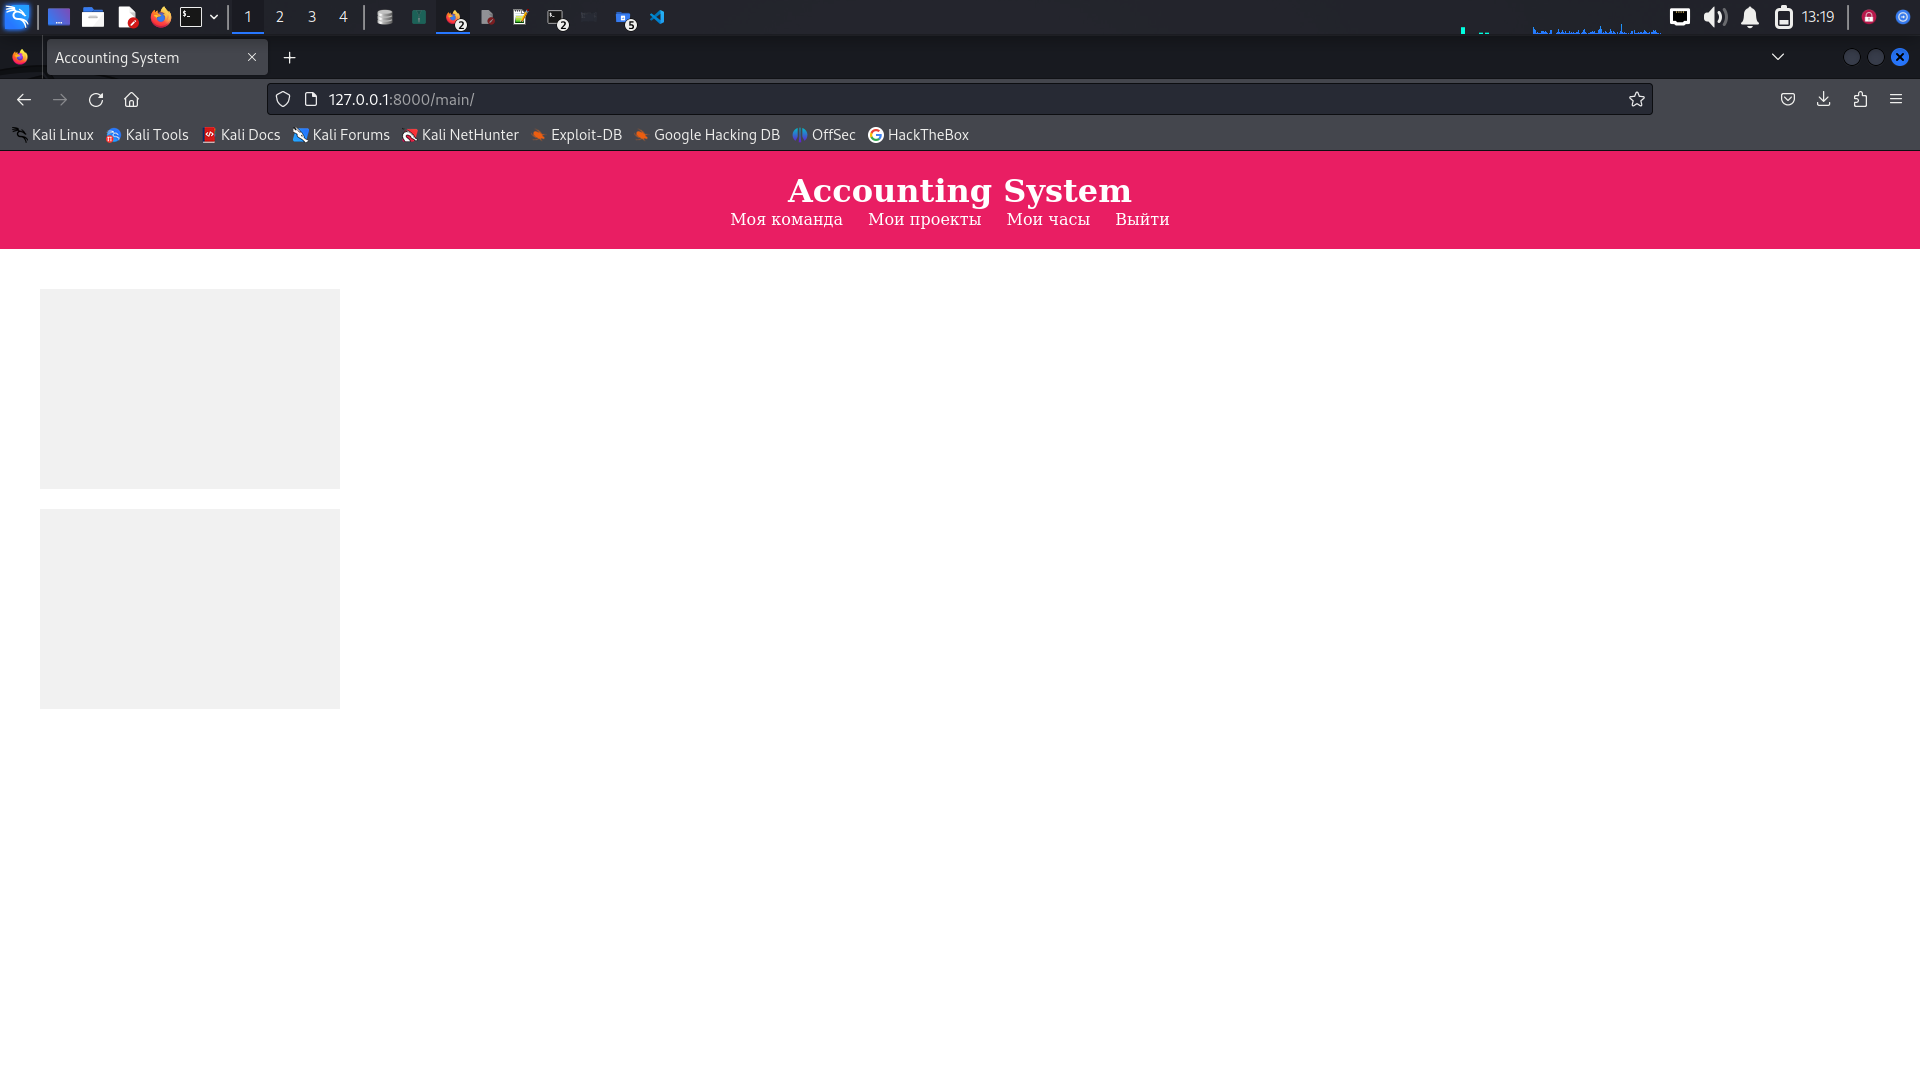 1 2 3 4 2 2 5 13:19
Accounting System
127.0.0.1:8000/main/
Kali Linux Kali Tools Kali Docs Kali Forums Kali NetHunter Exploit-DB Google Hacking DB OffSec HackTheBox
Accounting System
Моя команда Мои проекты Мои часы Выйти